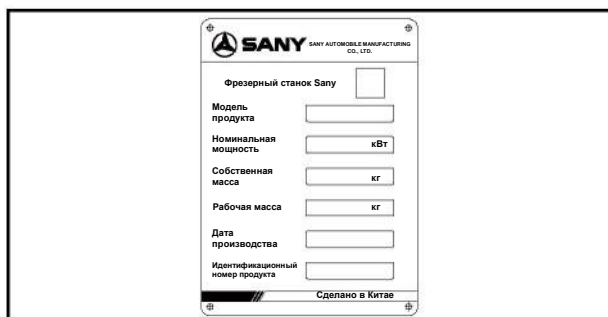 SANY
SANY AUTOMOBILE MANUFACTURING
CO., LTD.
Фрезерный станок Sany
Модель
продукта
Номинальная
мощность
кВт
Собственная
масса
кг
Рабочая масса
кг
Дата
производства
Идентификационный
номер продукта
Сделано в Китае